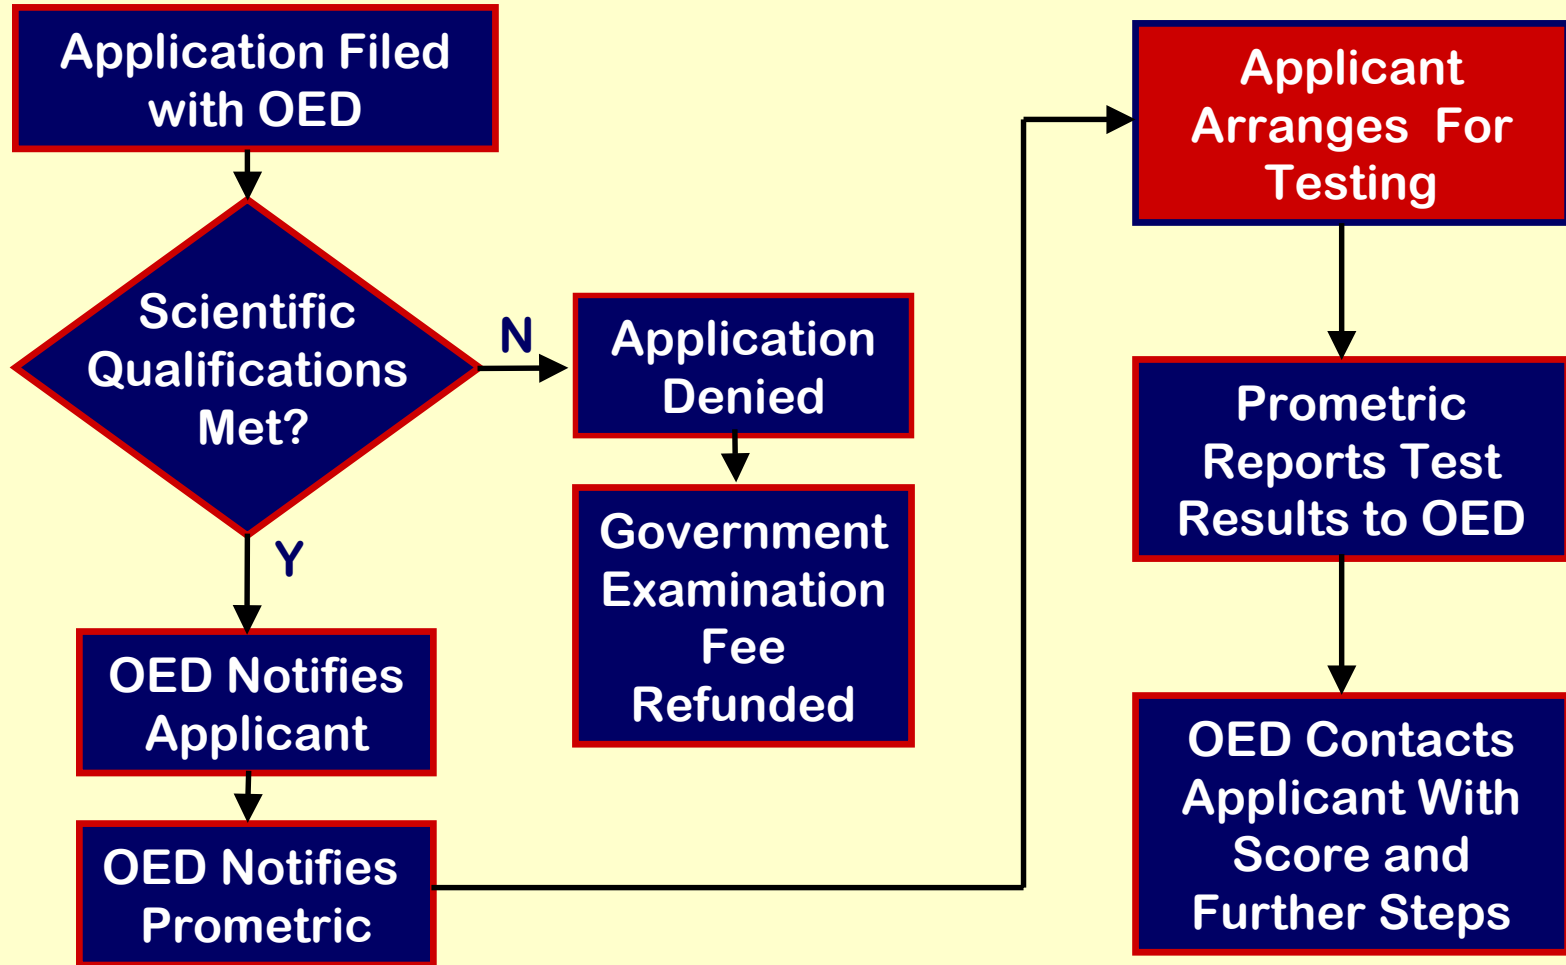 Application Filed
with OED
Scientific
Qualifications
Met?
N
Application
Denied
Government
Examination
Fee
Refunded
Y
OED Notifies
Applicant
OED Notifies
Prometric
Applicant
Arranges For
Testing
Prometric
Reports Test
Results to OED
OED Contacts
Applicant With
Score and
Further Steps